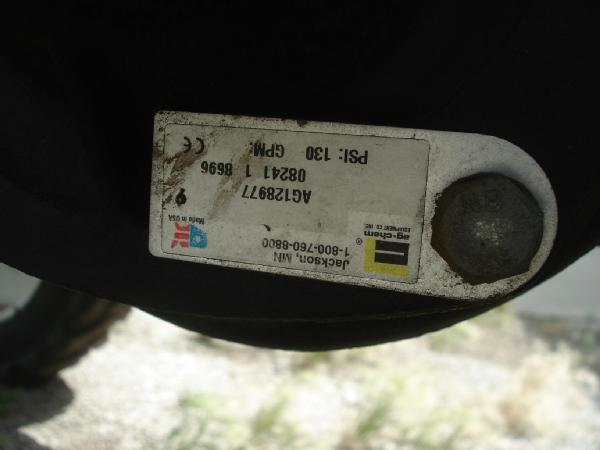 ag-chem®
EQUIPMENT CO., INC.
Jackson, MN
1-800-760-8800
Made in USA
AG128977
08241 1 8696
PSI: 130 GPM:
CE